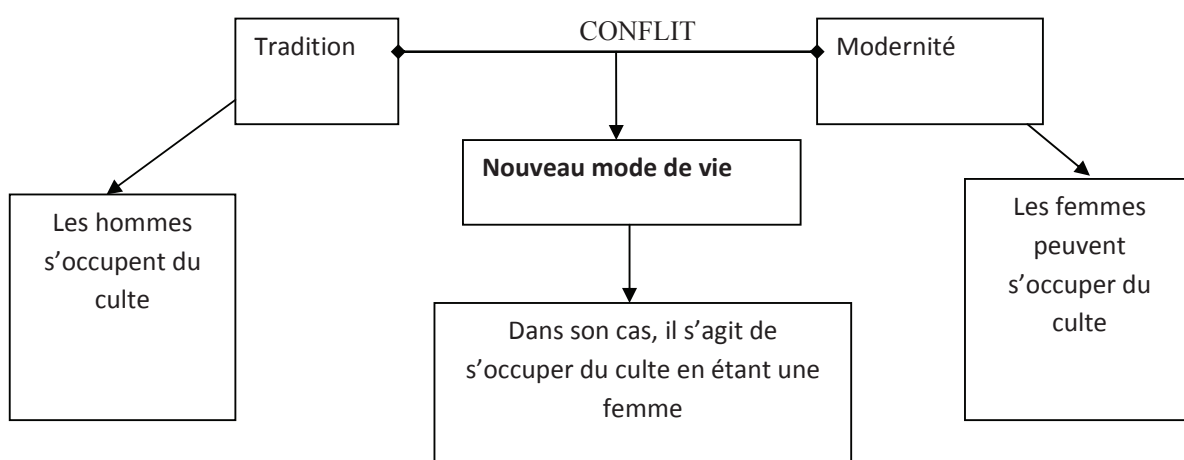 CONFLIT
Tradition
Modernité
Nouveau mode de vie
Les hommes
s’occupent du
culte
Les femmes
peuvent
s’occuper du
culte
Dans son cas, il s’agit de
s’occuper du culte en étant une
femme